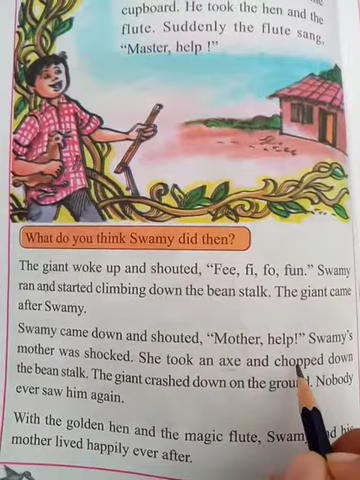 cupboard. He took the hen and the
flute. Suddenly the flute sang,
"Master, help !"
What do you think Swamy did then?
The giant woke up and shouted, "Fee, fi, fo, fun." Swamy
ran and started climbing down the bean stalk. The giant came
after Swamy.
Swamy came down and shouted, "Mother, help!" Swamy's
mother was shocked. She took an axe and chopped down
the bean stalk. The giant crashed down on the ground. Nobody
ever saw him again.
With the golden hen and the magic flute, Swamy and his
mother lived happily ever after.